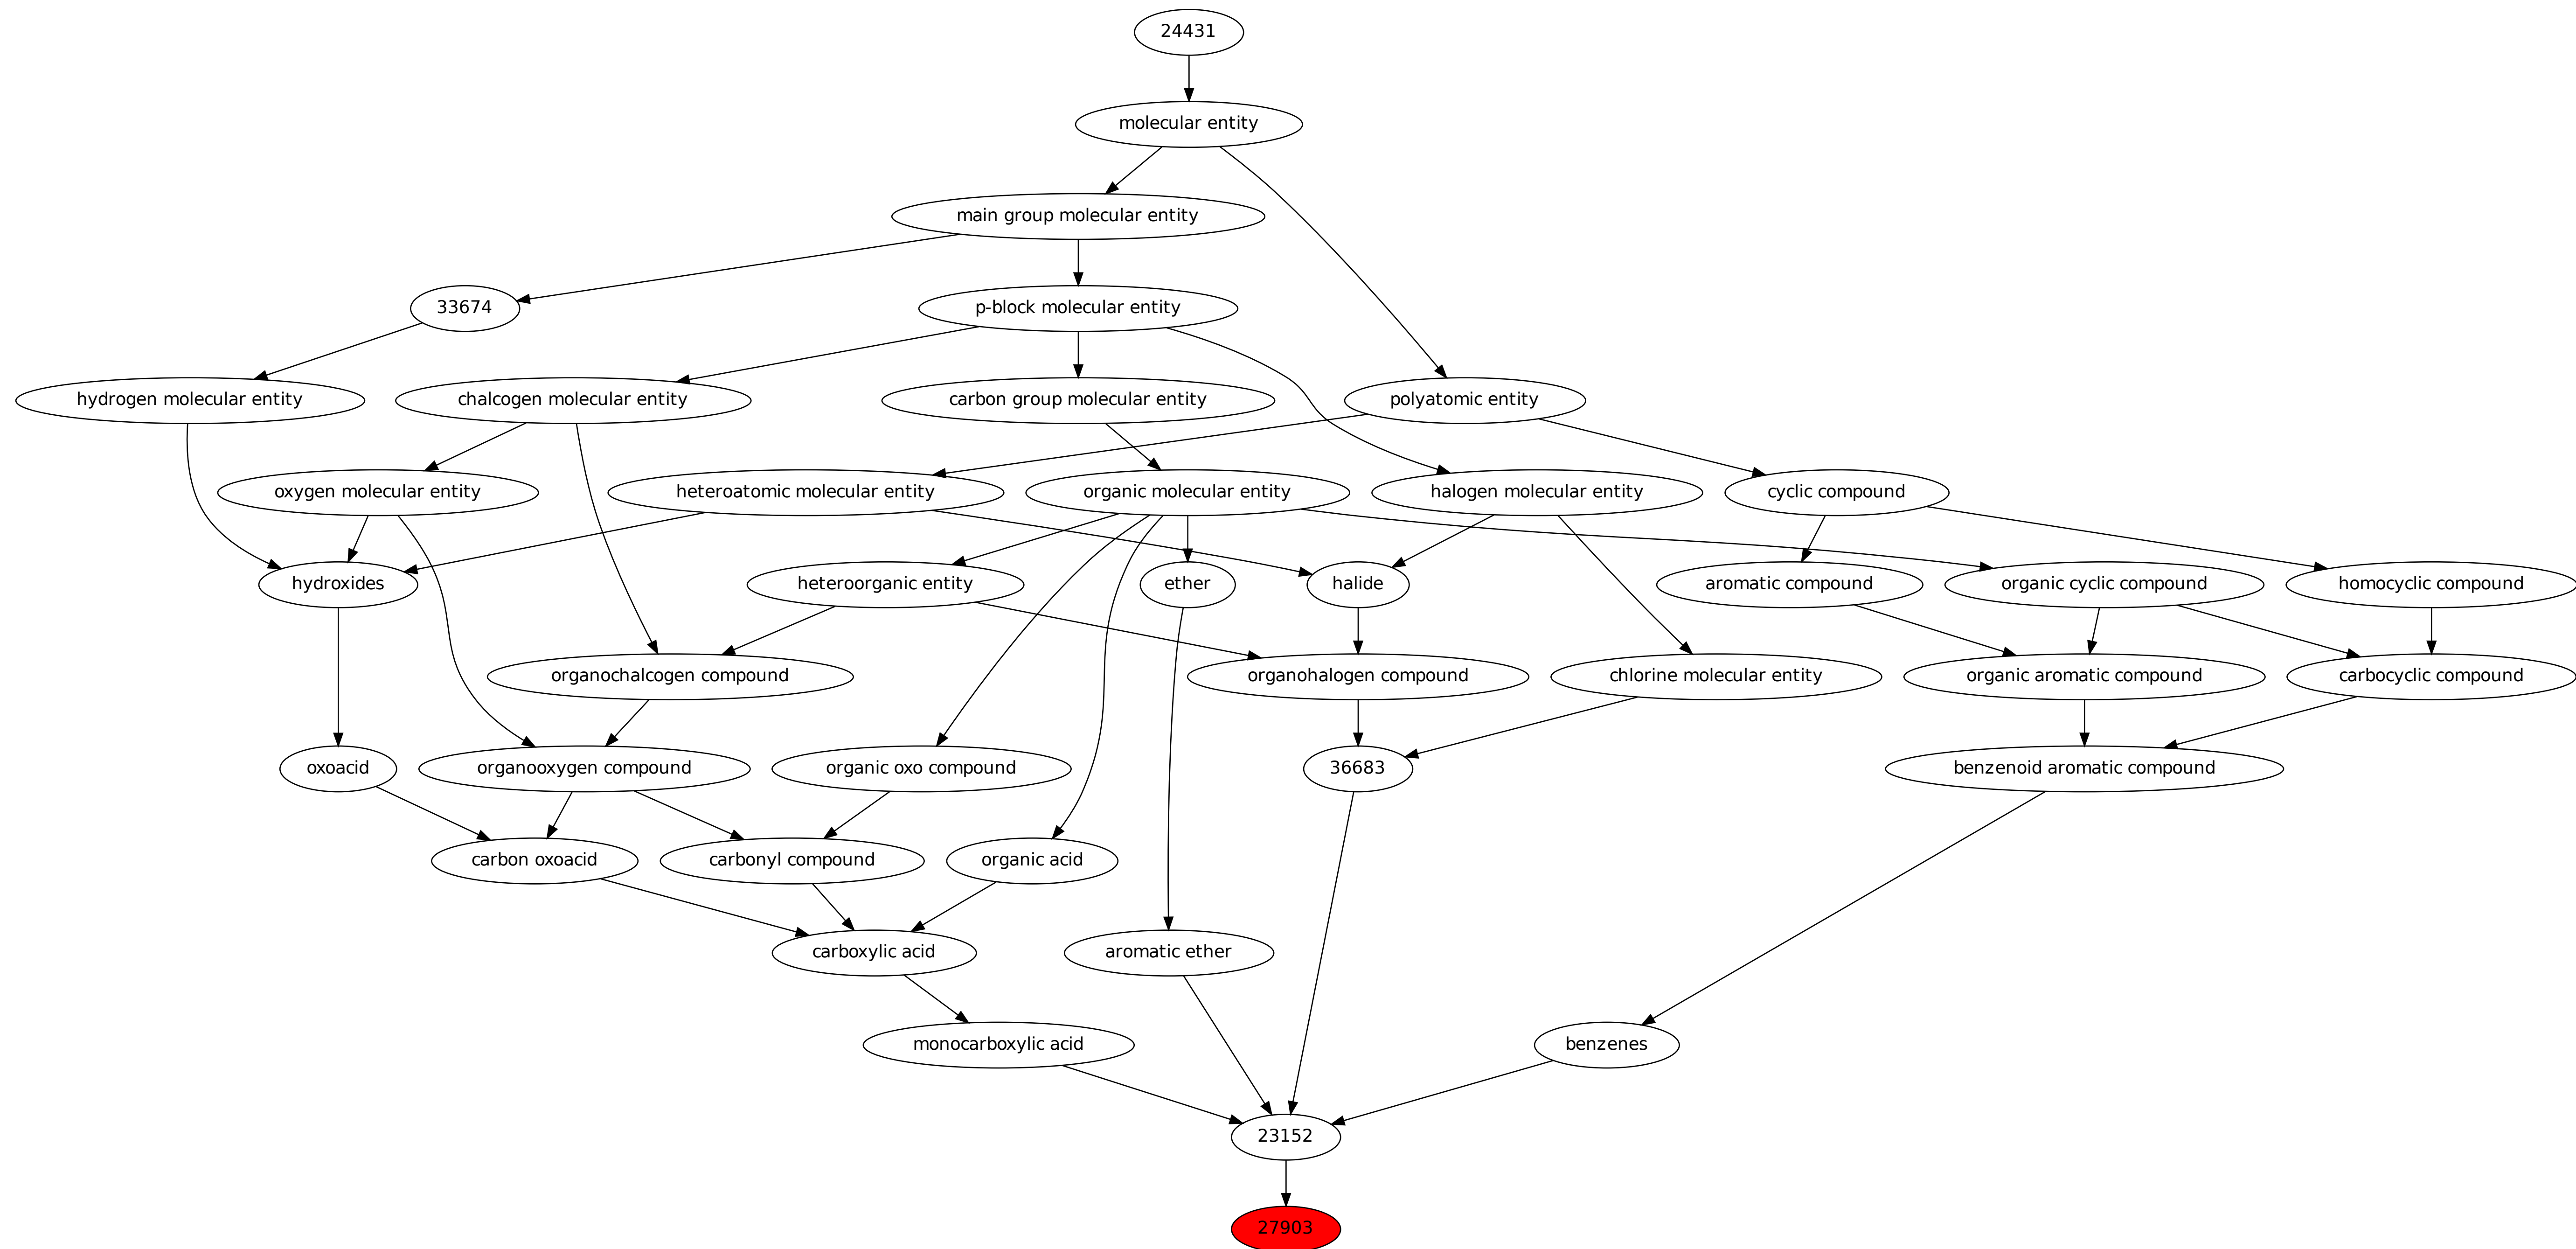 24431
molecular entity
main group molecular entity
33674
p-block molecular entity
hydrogen molecular entity
chalcogen molecular entity
carbon group molecular entity
polyatomic entity
oxygen molecular entity
heteroatomic molecular entity
organic molecular entity
halogen molecular entity
cyclic compound
hydroxides
heteroorganic entity
ether
halide
aromatic compound
organic cyclic compound
homocyclic compound
organochalcogen compound
organohalogen compound
chlorine molecular entity
organic aromatic compound
carbocyclic compound
oxoacid
organooxygen compound
organic oxo compound
36683
benzenoid aromatic compound
carbon oxoacid
carbonyl compound
organic acid
carboxylic acid
aromatic ether
monocarboxylic acid
benzenes
23152
27903